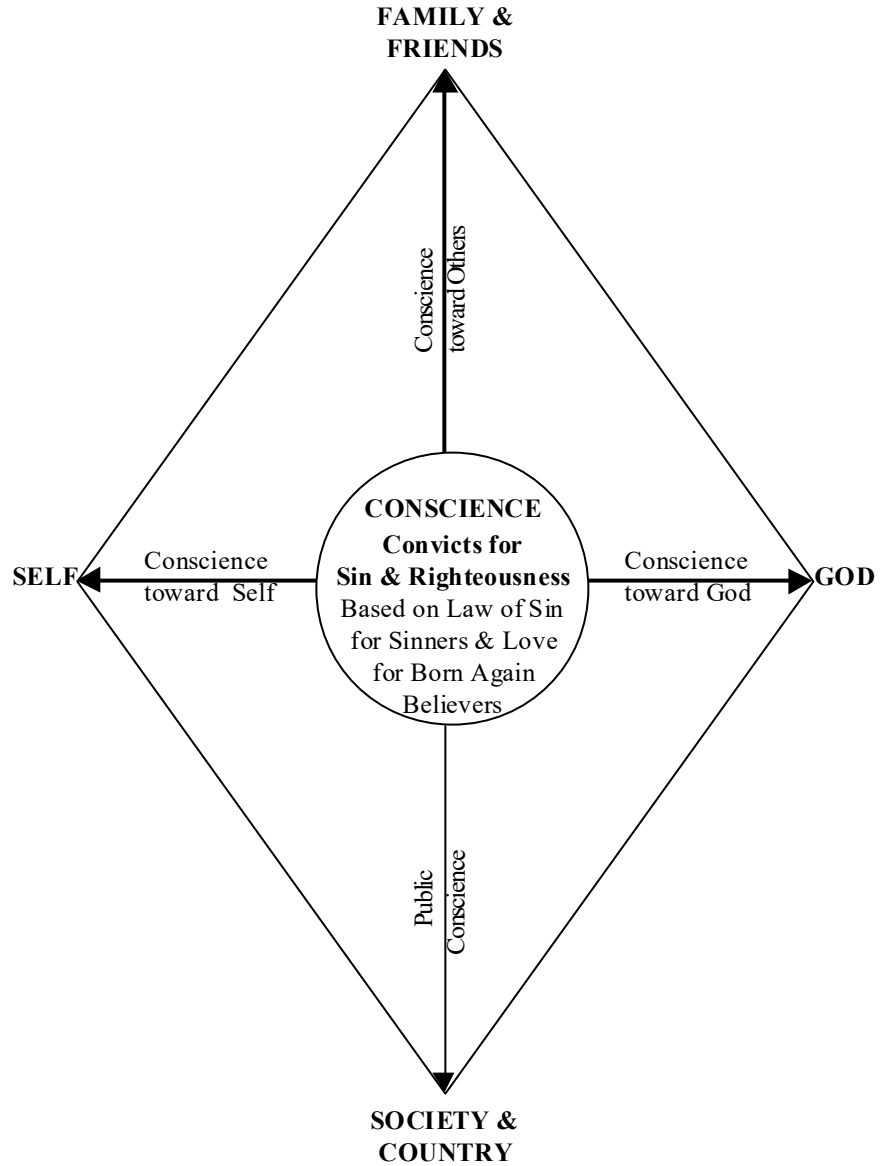 FAMILY &
FRIENDS
Conscience
toward Others
CONSCIENCE
Convicts for
Sin & Righteousness
Based on Law of Sin
for Sinners & Love
for Born Again
Believers
SELF
Conscience
toward Self
Conscience
toward God
GOD
Public
Conscience
SOCIETY &
COUNTRY